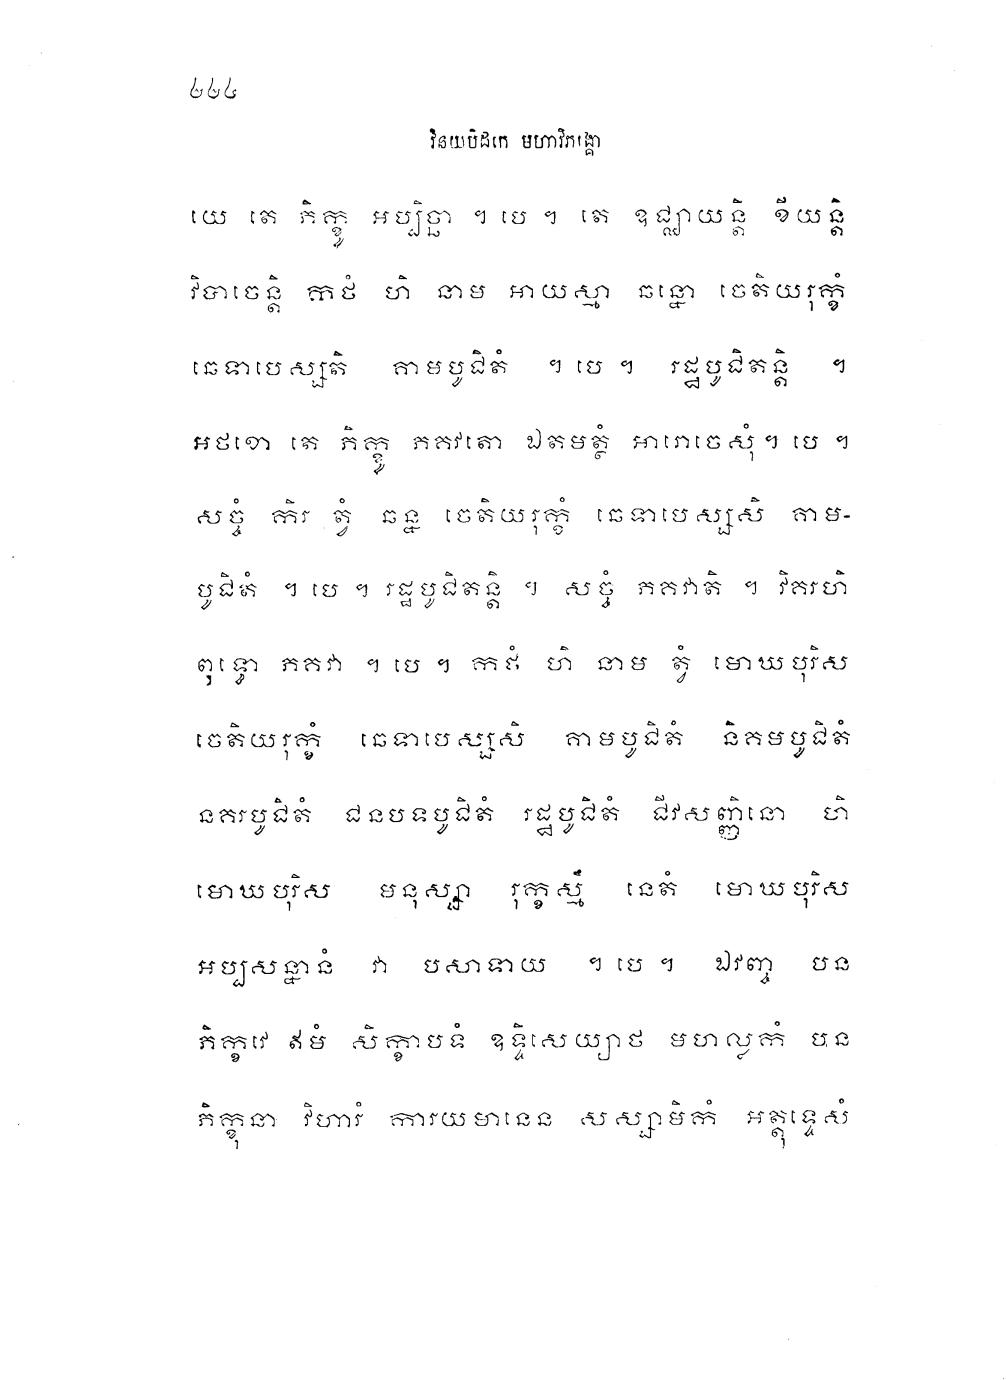 ៤៤៤
វិនយបិដកេ មហាវិភង្គោ
យេ តេ ភិក្ខូ អប្បិច្ឆា ។ បេ ។ តេ ឧជ្ឈាយន្តិ ខីយន្តិ
វិបាចេន្តិ កថំ ហិ នាម អាយស្មា ឆន្នោ ចេតិយរុក្ខំ
ឆេទាបេស្សតិ គាមបូជិតំ ។ បេ ។ រដ្ឋបូជិតន្តិ ។
អថខោ តេ ភិក្ខូ ភគវតោ ឯតមត្ថំ អារោចេសុំ ។ បេ ។
សច្ចំ កិរ ត្វំ ឆន្ន ចេតិយរុក្ខំ ឆេទាបេស្សសិ គាម-
បូជិតំ ។ បេ ។ រដ្ឋបូជិតន្តិ ។ សច្ចំ ភគវាតិ ។ វិគរហិ
ពុទ្ធោ ភគវា ។ បេ ។ កថំ ហិ នាម ត្វំ មោឃបុរិស
ចេតិយរុក្ខំ ឆេទាបេស្សសិ គាមបូជិតំ និគមបូជិតំ
នគរបូជិតំ ជនបទបូជិតំ រដ្ឋបូជិតំ ជីវសញ្ញិនោ ហិ
មោឃបុរិស មនុស្សា រុក្ខស្មឹ នេតំ មោឃបុរិស
អប្បសន្នានំ វា បសាទាយ ។ បេ ។ ឯវញ្ច បន
ភិក្ខវេ ឥមំ សិក្ខាបទំ ឧទ្ទិសេយ្យាថ មហល្លកំ បន
ភិក្ខុនា វិហារំ ការយមានេន សស្សាមិកំ អត្តុទ្ទេសំ